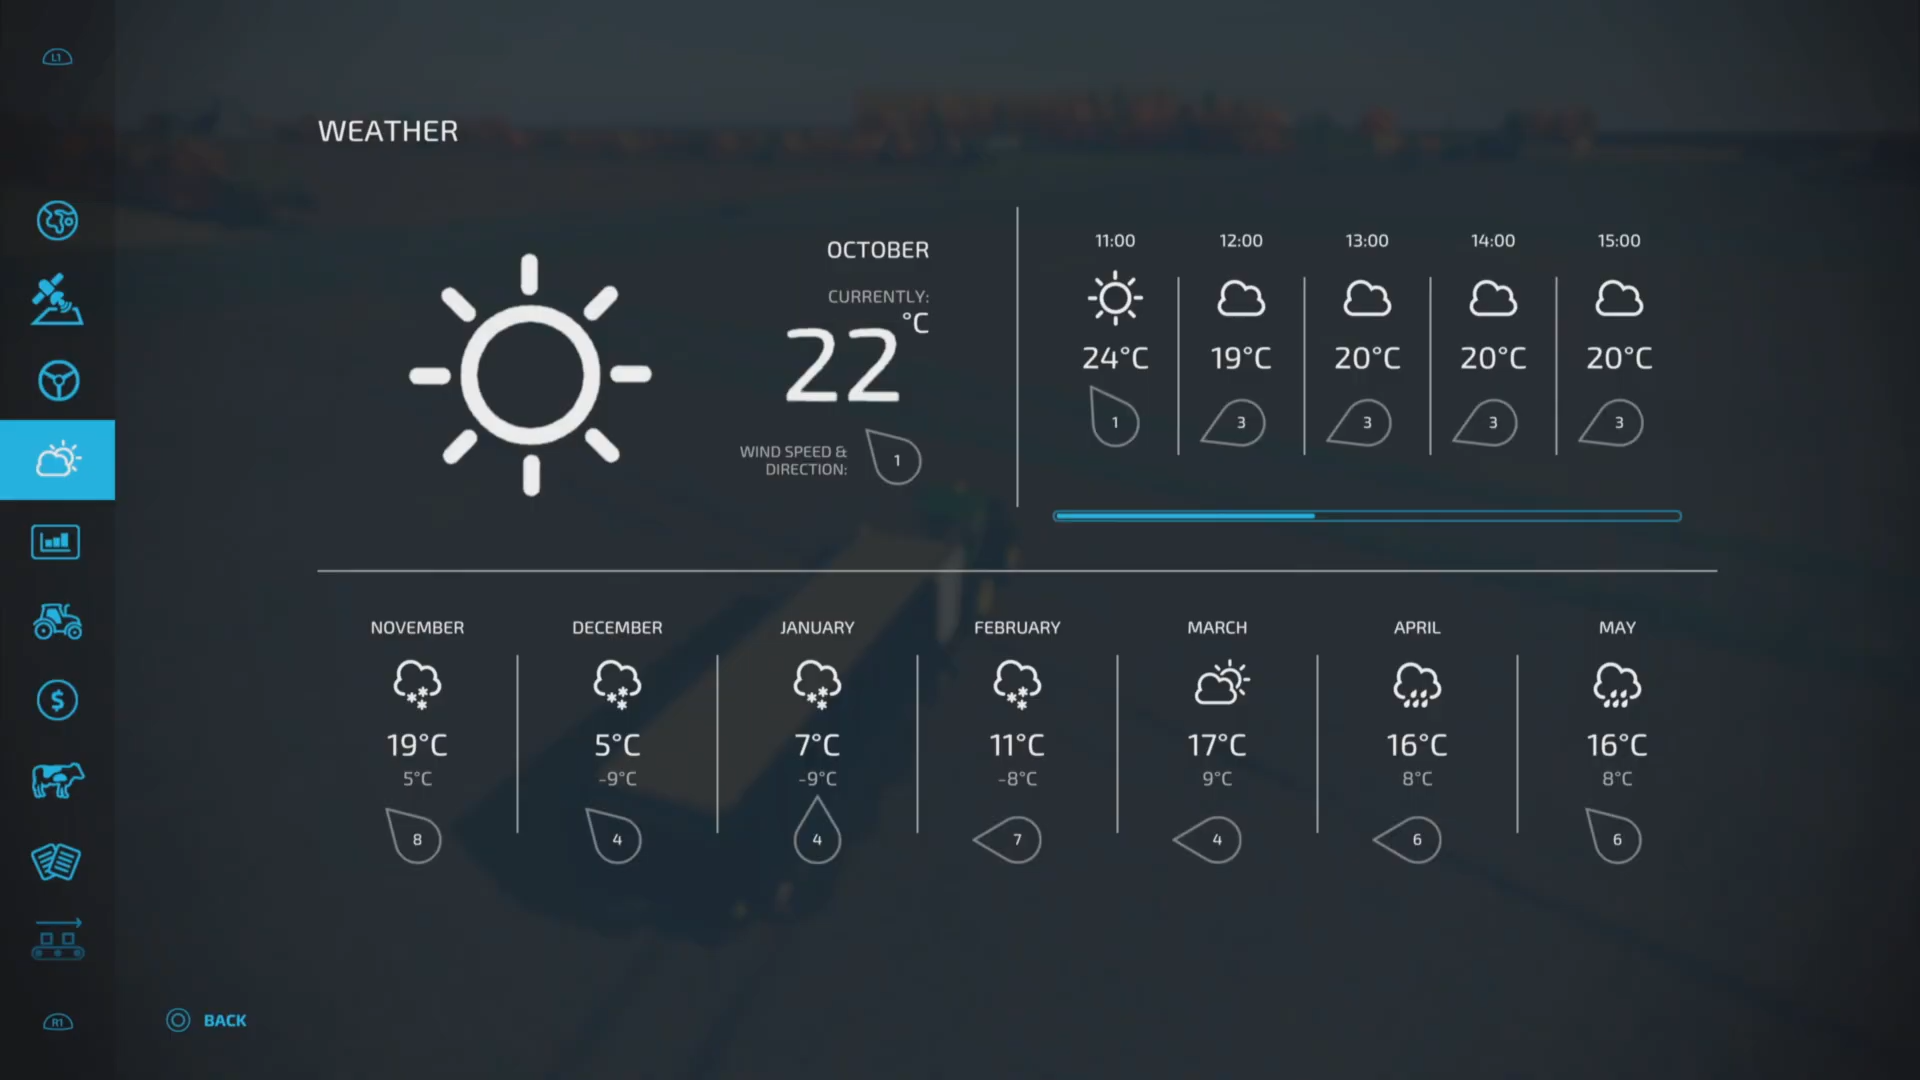 L1
WEATHER
OCTOBER
CURRENTLY:
22 °C
WIND SPEED &
DIRECTION:
1
11:00 12:00 13:00 14:00 15:00
24°C 19°C 20°C 20°C 20°C
1 3 3 3 3
NOVEMBER DECEMBER JANUARY FEBRUARY MARCH APRIL MAY
19°C 5°C 7°C 11°C 17°C 16°C 16°C
5°C -9°C -9°C -8°C 9°C 8°C 8°C
8 4 4 7 4 6 6
$
R1
BACK